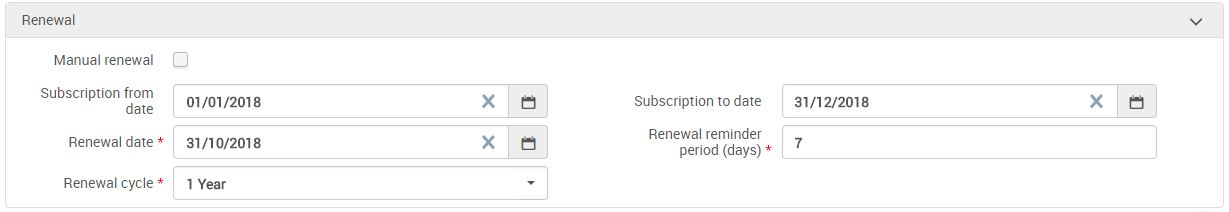 Renewal
Manual renewal
Subscription from
date
01/01/2018
Subscription to date
31/12/2018
Renewal date *
31/10/2018
Renewal reminder
period (days) *
7
Renewal cycle *
1 Year